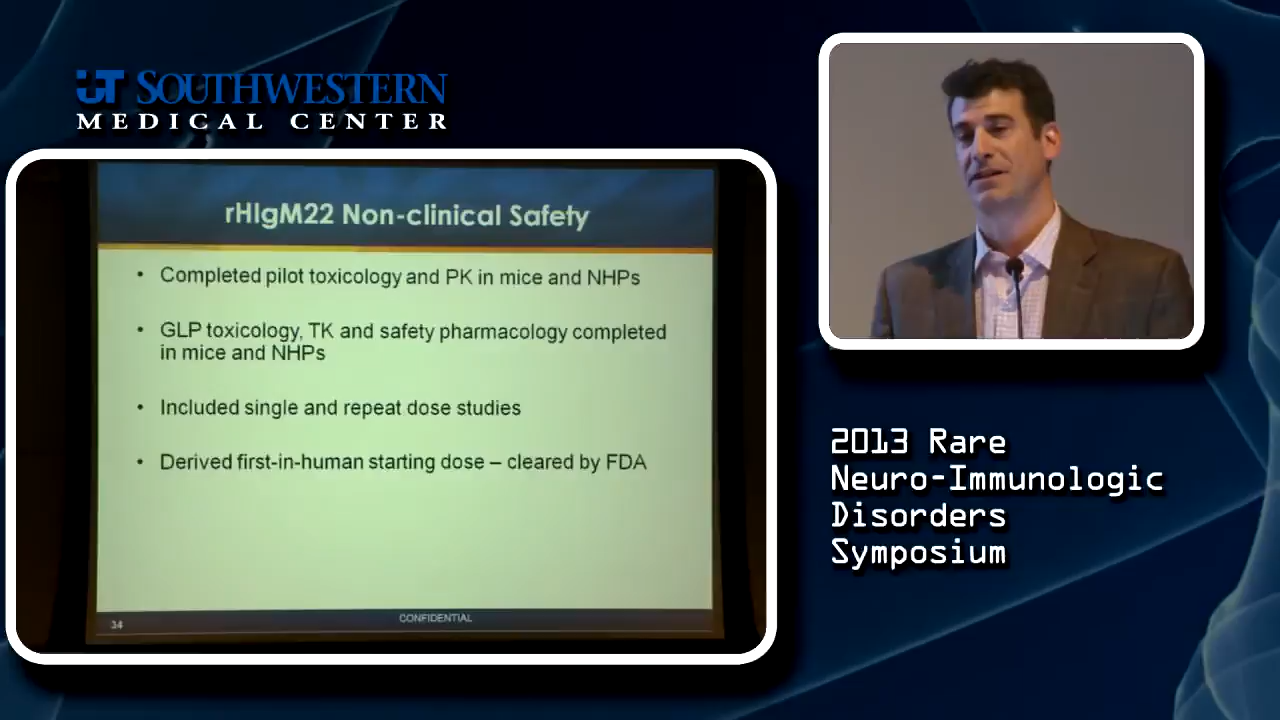 UT SOUTHWESTERN
MEDICAL CENTER
rHIgM22 Non-clinical Safety
• Completed pilot toxicology and PK in mice and NHPs
• GLP toxicology, TK and safety pharmacology completed
in mice and NHPs
• Included single and repeat dose studies
• Derived first-in-human starting dose – cleared by FDA
34
CONFIDENTIAL
2013 Rare
Neuro-Immunologic
Disorders
Symposium